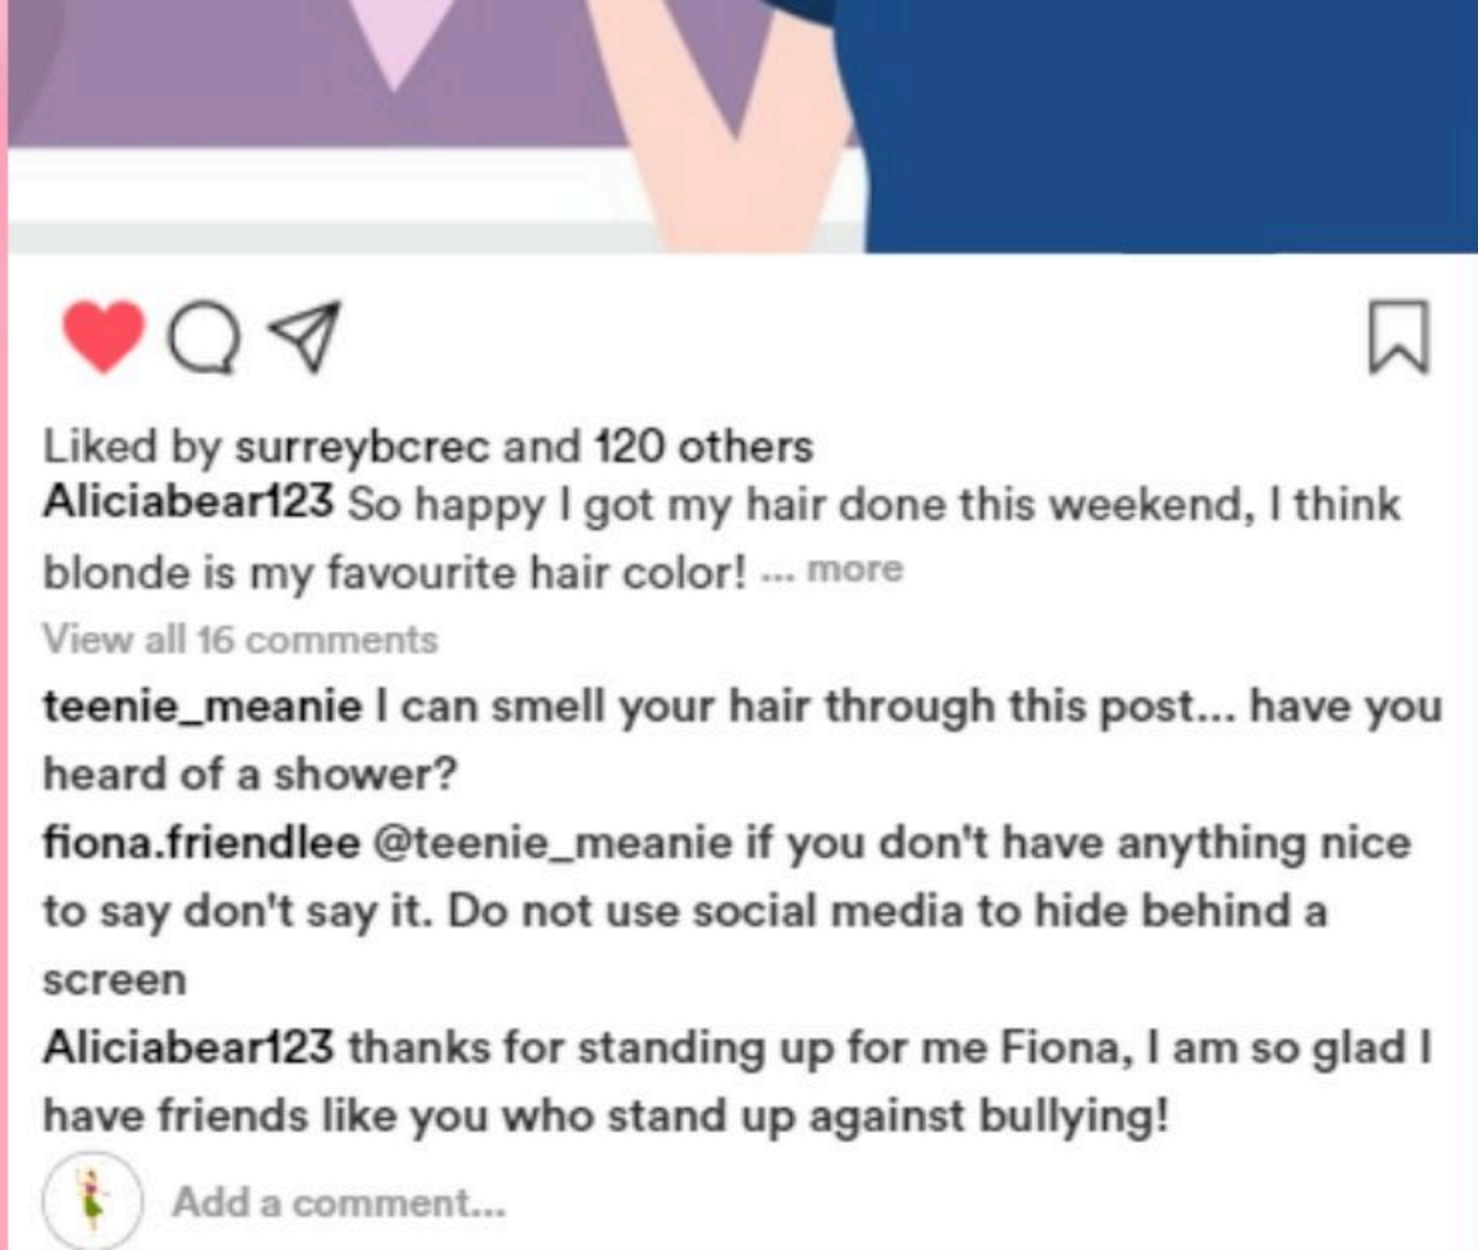 Liked by surreybcrec and 120 others
Aliciabear123 So happy I got my hair done this weekend, I think
blonde is my favourite hair color! ... more
View all 16 comments
teenie_meanie I can smell your hair through this post... have you
heard of a shower?
fiona.friendlee @teenie_meanie if you don't have anything nice
to say don't say it. Do not use social media to hide behind a
screen
Aliciabear123 thanks for standing up for me Fiona, I am so glad I
have friends like you who stand up against bullying!
Add a comment...